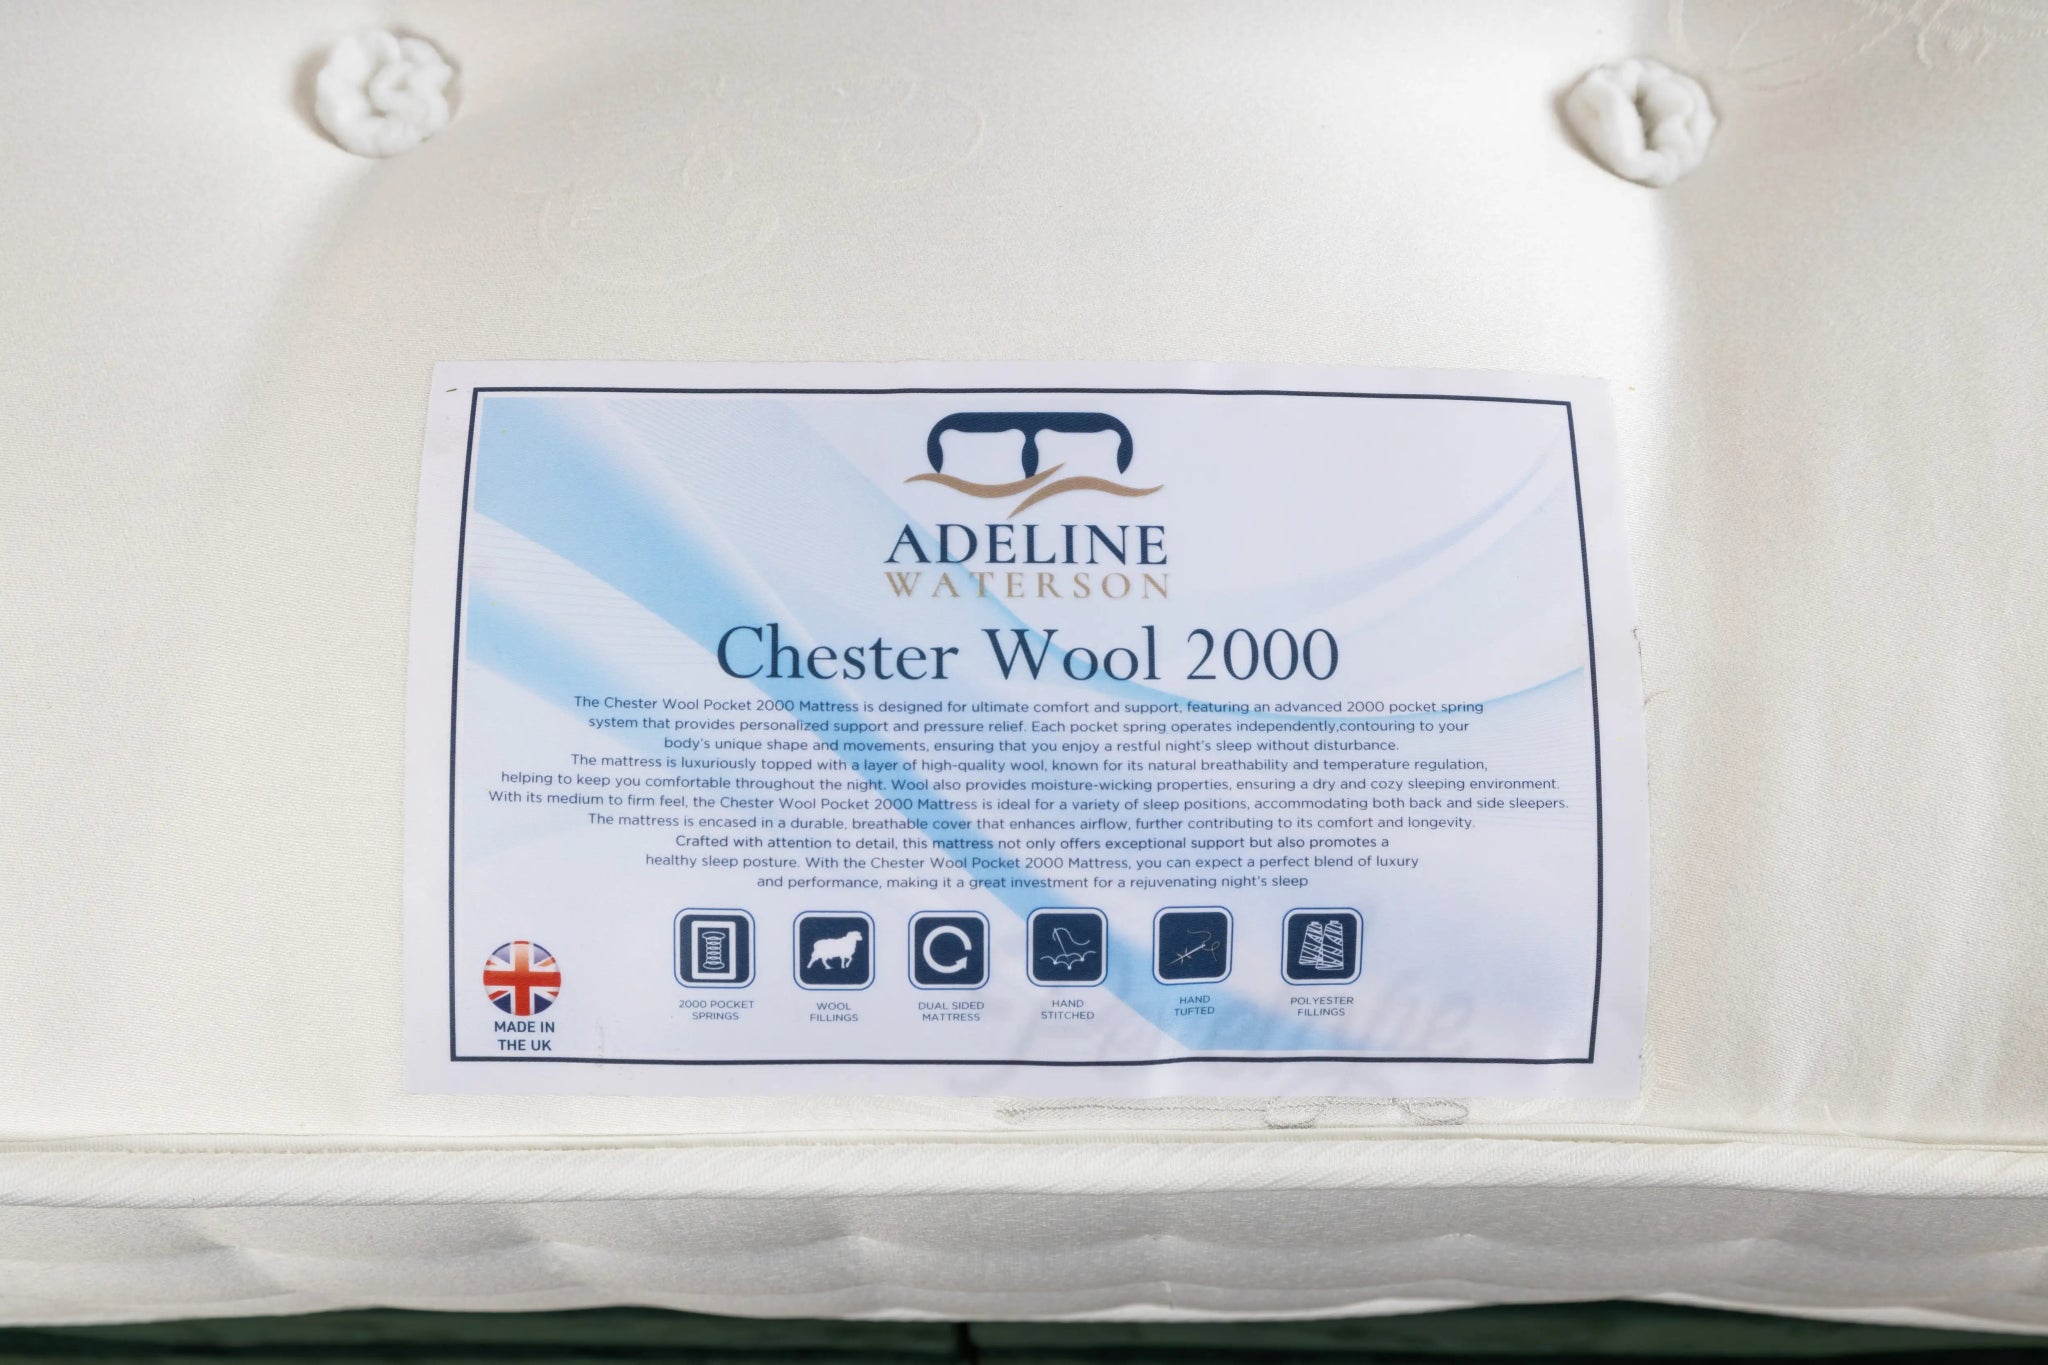 ADELINE
WATERSON
Chester Wool 2000
The Chester Wool Pocket 2000 Mattress is designed for ultimate comfort and support, featuring an advanced 2000 pocket spring
system that provides personalized support and pressure relief. Each pocket spring operates independently,contouring to your
body's unique shape and movements, ensuring that you enjoy a restful night's sleep without disturbance.
The mattress is luxuriously topped with a layer of high-quality wool, known for its natural breathability and temperature regulation,
helping to keep you comfortable throughout the night. Wool also provides moisture-wicking properties, ensuring a dry and cozy sleeping environment.
With its medium to firm feel, the Chester Wool Pocket 2000 Mattress is ideal for a variety of sleep positions, accommodating both back and side sleepers.
The mattress is encased in a durable, breathable cover that enhances airflow, further contributing to its comfort and longevity.
Crafted with attention to detail, this mattress not only offers exceptional support but also promotes a
healthy sleep posture. With the Chester Wool Pocket 2000 Mattress, you can expect a perfect blend of luxury
and performance, making it a great investment for a rejuvenating night's sleep
2000 POCKET
SPRINGS
WOOL
FILLINGS
DUAL SIDED
MATTRESS
HAND
STITCHED
HAND
TUFTED
POLYESTER
FILLINGS
MADE IN
THE UK